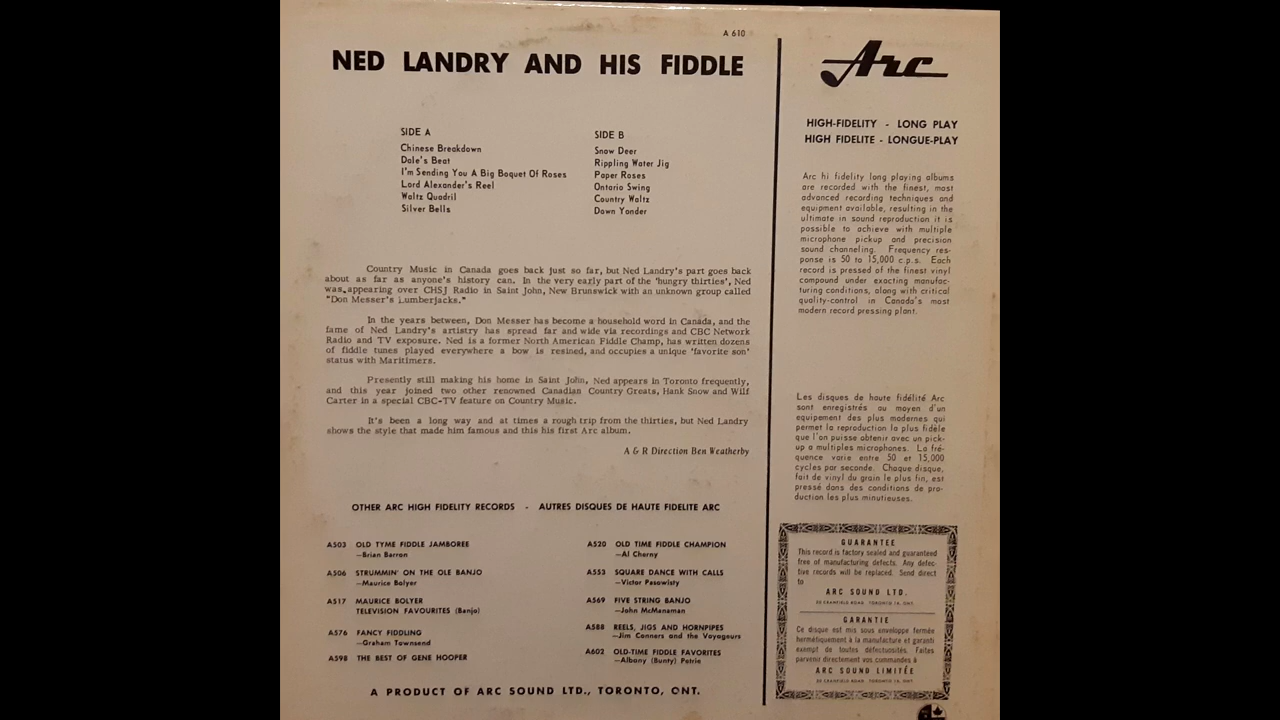 A 610
NED LANDRY AND HIS FIDDLE
SIDE A
Chinese Breakdown
Dale's Beat
I'm Sending You A Big Boquet Of Roses
Lord Alexander's Reel
Waltz Quadril
Silver Bells
SIDE B
Snow Deer
Rippling Water Jig
Paper Roses
Ontario Swing
Country Waltz
Down Yonder
Country Music in Canada goes back just so far, but Ned Landry's part goes back
about as far as anyone's history can. In the very early part of the 'hungry thirties', Ned
was appearing over CHSJ Radio in Saint John, New Brunswick with an unknown group called
"Don Messer's Lumberjacks."
In the years between, Don Messer has become a household word in Canada, and the
fame of Ned Landry's artistry has spread far and wide via recordings and CBC Network
Radio and TV exposure. Ned is a former North American Fiddle Champ, has written dozens
of fiddle tunes played everywhere a bow is resined, and occupies a unique 'favorite son'
status with Maritimers.
Presently still making his home in Saint John, Ned appears in Toronto frequently,
and this year joined two other renowned Canadian Country Greats, Hank Snow and Wilf
Carter in a special CBC-TV feature on Country Music.
It's been a long way and at times a rough trip from the thirties, but Ned Landry
shows the style that made him famous and this his first Arc album.
A & R Direction Ben Weatherby
OTHER ARC HIGH FIDELITY RECORDS - AUTRES DISQUES DE HAUTE FIDELITE ARC
A503 OLD TYME FIDDLE JAMBOREE
—Brian Barron
A506 STRUMMIN' ON THE OLE BANJO
—Maurice Bolyer
A517 MAURICE BOLYER
TELEVISION FAVOURITES (Banjo)
A576 FANCY FIDDLING
—Graham Townsend
A598 THE BEST OF GENE HOOPER
A520 OLD TIME FIDDLE CHAMPION
—Al Cherny
A553 SQUARE DANCE WITH CALLS
—Victor Pasowisty
A569 FIVE STRING BANJO
—John McManaman
A588 REELS, JIGS AND HORNPIPES
—Jim Conners and the Voyageurs
A602 OLD-TIME FIDDLE FAVORITES
—Albany (Bunty) Petrie
A PRODUCT OF ARC SOUND LTD., TORONTO, ONT.
Arc
HIGH-FIDELITY - LONG PLAY
HIGH FIDELITE - LONGUE-PLAY
Arc hi fidelity long playing albums
are recorded with the finest, most
advanced recording techniques and
equipment available, resulting in the
ultimate in sound reproduction it is
possible to achieve with multiple
microphone pickup and precision
sound channeling. Frequency res-
ponse is 50 to 15,000 c.p.s. Each
record is pressed of the finest vinyl
compound under exacting manufac-
turing conditions, along with critical
quality-control in Canada's most
modern record pressing plant.
Les disques de haute fidélité Arc
sont enregistrés au moyen d'un
equipement des plus modernes qui
permet la reproduction la plus fidèle
que l'on puisse obtenir avec un pick-
up a multiples microphones. La fré-
quence varie entre 50 et 15,000
cycles par seconde. Chaque disque,
fait de vinyl du grain le plus fin, est
pressé dans des conditions de pro-
duction les plus minutieuses.
GUARANTEE
This record is factory sealed and guaranteed
free of manufacturing defects. Any defec-
tive records will be replaced. Send direct
to
ARC SOUND LTD.
20 CRANFIELD ROAD TORONTO 16, ONT.
GARANTIE
Ce disque est mis sous enveloppe fermée
hermétiquement à la manufacture et garanti
exempt de toutes défectuosités. Faites
parvenir directement vos commandes à
ARC SOUND LIMITÉE
20 CRANFIELD ROAD, TORONTO 16, ONT.